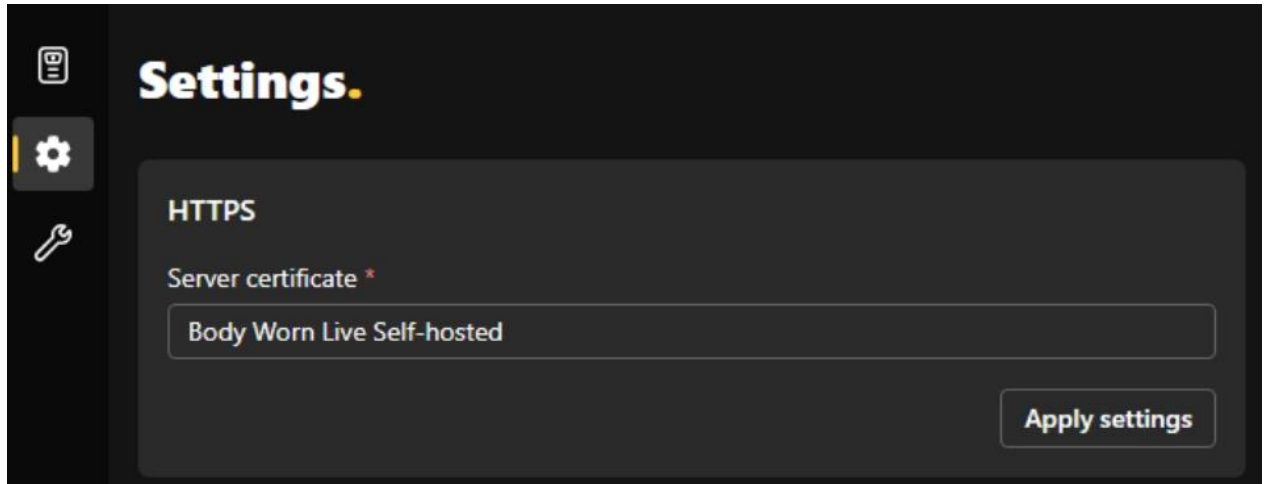 Settings.
HTTPS
Server certificate *
Body Worn Live Self-hosted
Apply settings